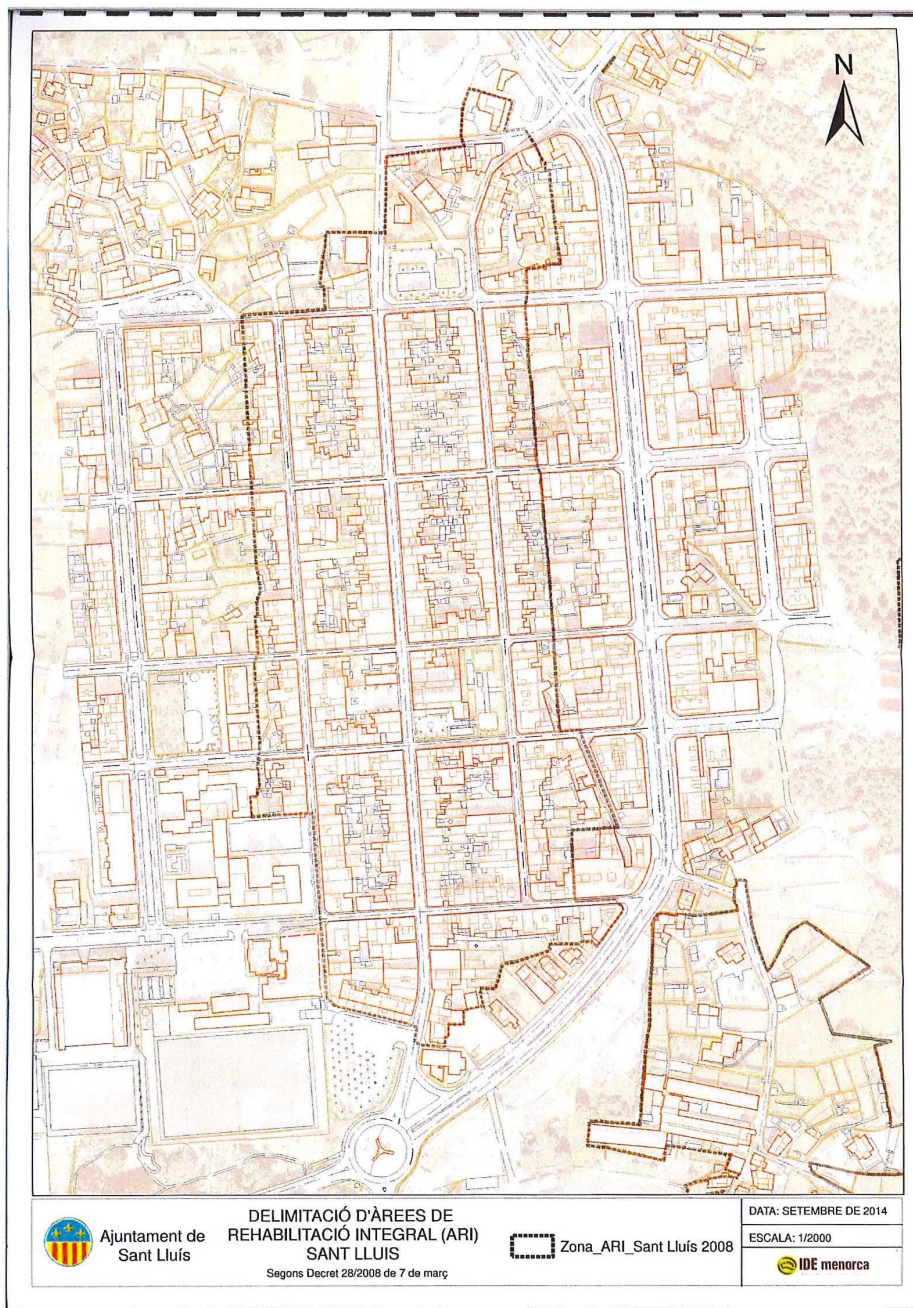 N
Ajuntament de
Sant Lluís
DELIMITACIÓ D'ÀREES DE
REHABILITACIÓ INTEGRAL (ARI)
SANT LLUIS
Segons Decret 28/2008 de 7 de març
Zona_ARI_Sant Lluís 2008
DATA: SETEMBRE DE 2014
ESCALA: 1/2000
IDE menorca